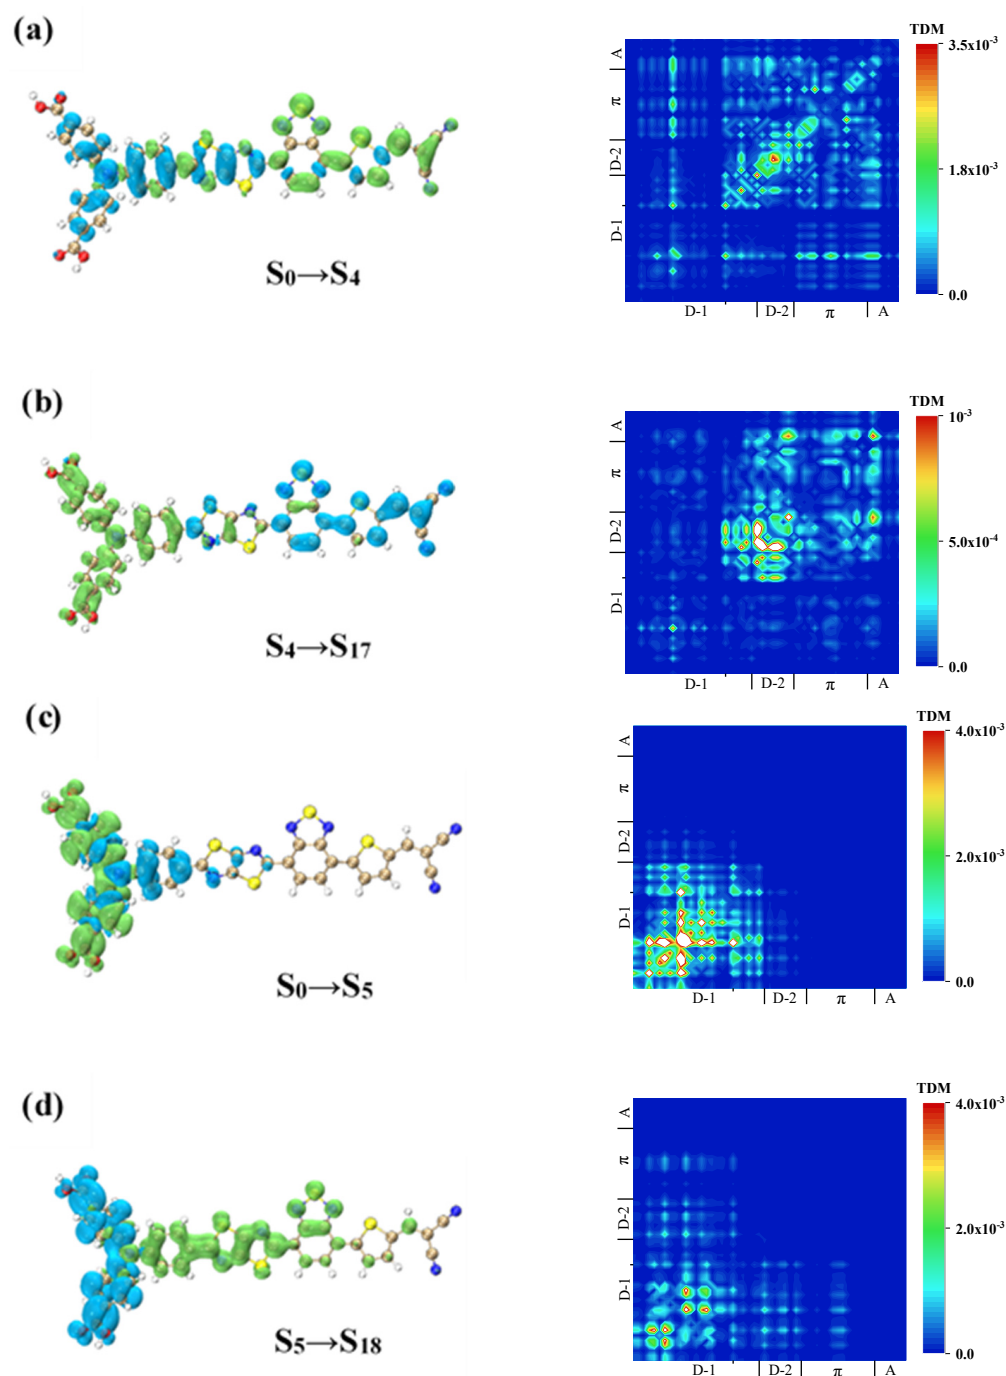 (a)
S₀→S₄
TDM
3.5x10⁻³
1.8x10⁻³
0.0
A
π
D-2
D-1
D-1
D-2
π
A
(b)
S₄→S₁₇
TDM
10⁻³
5.0x10⁻⁴
0.0
A
π
D-2
D-1
D-1
D-2
π
A
(c)
S₀→S₅
TDM
4.0x10⁻³
2.0x10⁻³
0.0
A
π
D-2
D-1
D-1
D-2
π
A
(d)
S₅→S₁₈
TDM
4.0x10⁻³
2.0x10⁻³
0.0
A
π
D-2
D-1
D-1
D-2
π
A